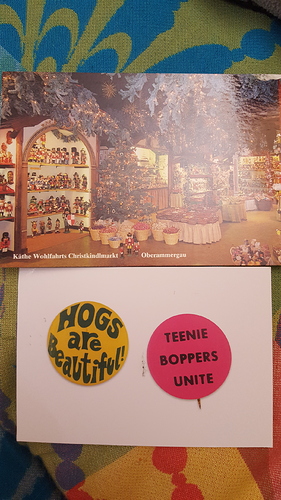 Käthe Wohlfahrts Christkindlmarkt Oberammergau
HOGS
are
Beautiful!
TEENIE
BOPPERS
UNITE